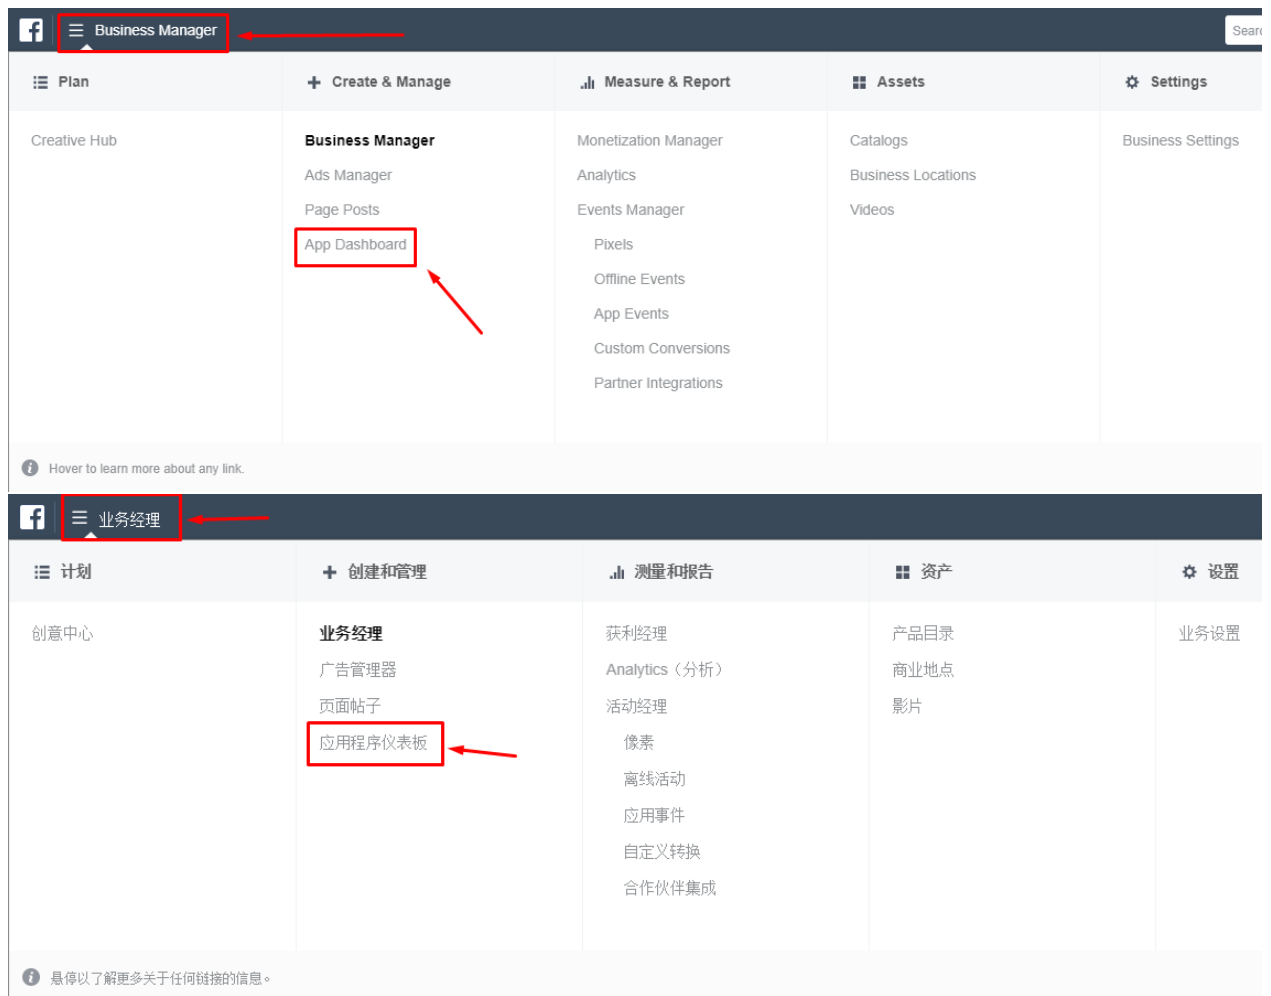 Business Manager
Sear
Plan
Create & Manage
Measure & Report
Assets
Settings
Creative Hub
Business Manager
Monetization Manager
Catalogs
Business Settings
Ads Manager
Analytics
Business Locations
Page Posts
Events Manager
Videos
App Dashboard
Pixels
Offline Events
App Events
Custom Conversions
Partner Integrations
Hover to learn more about any link.
业务经理
计划
创建和管理
测量和报告
资产
设置
创意中心
业务经理
获利经理
产品目录
业务设置
广告管理器
Analytics（分析）
商业地点
页面帖子
活动经理
影片
应用程序仪表板
像素
离线活动
应用事件
自定义转换
合作伙伴集成
悬停以了解更多关于任何链接的信息。